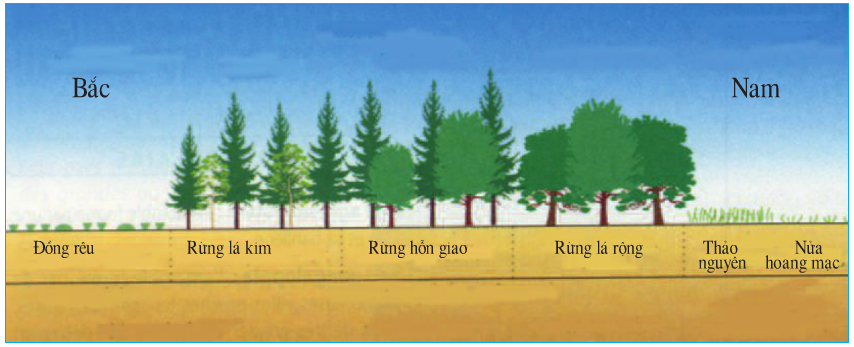 Bắc
Nam
Đồng rêu
Rừng lá kim
Rừng hỗn giao
Rừng lá rộng
Thảo
nguyên
Nửa
hoang mạc